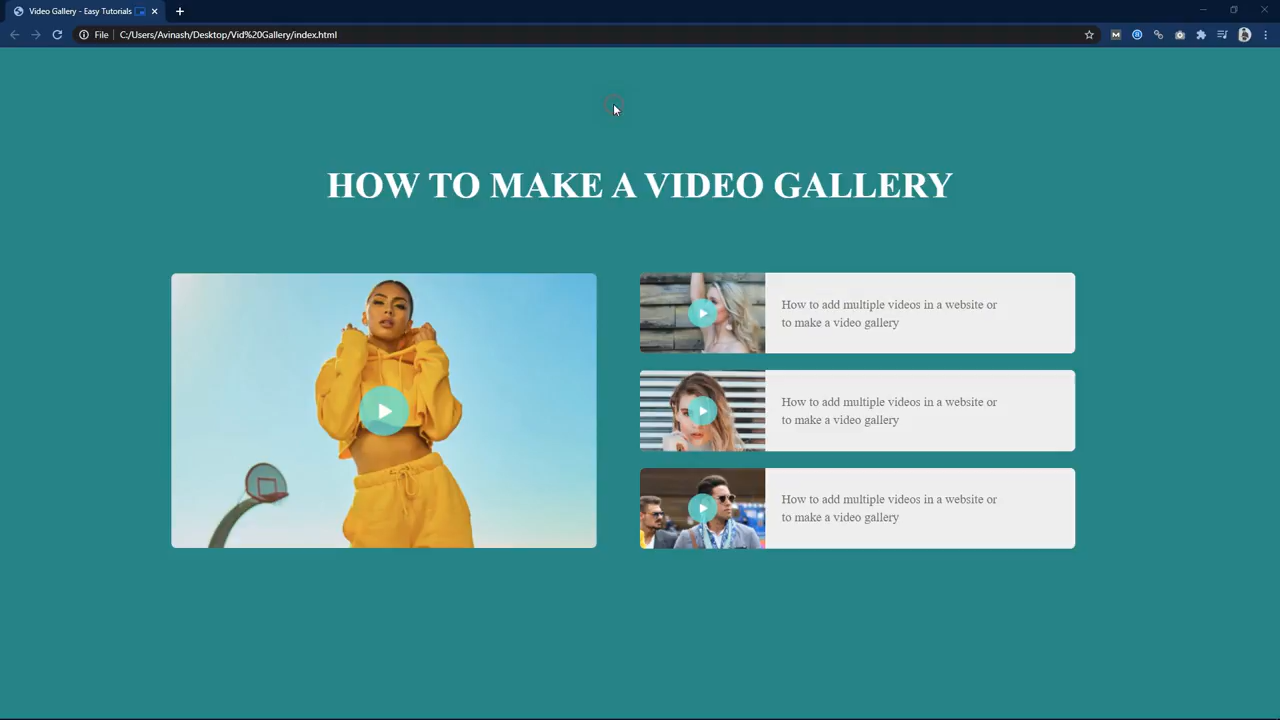 Video Gallery - Easy Tutorials
File
C:/Users/Avinash/Desktop/Vid%20Gallery/index.html
HOW TO MAKE A VIDEO GALLERY
How to add multiple videos in a website or
to make a video gallery
How to add multiple videos in a website or
to make a video gallery
How to add multiple videos in a website or
to make a video gallery